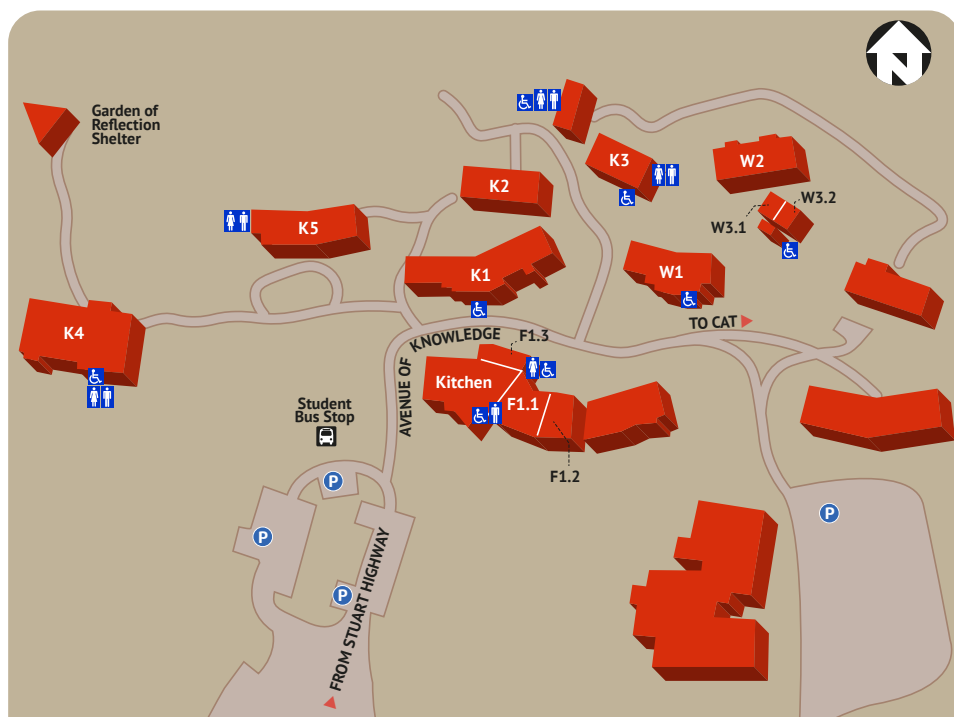 N
Garden of
Reflection
Shelter
K3
W2
K2
W3.2
W3.1
K5
K1
W1
TO CAT
K4
AVENUE OF KNOWLEDGE
F1.3
Kitchen
F1.1
Student
Bus Stop
F1.2
P
P
P
P
FROM STUART HIGHWAY